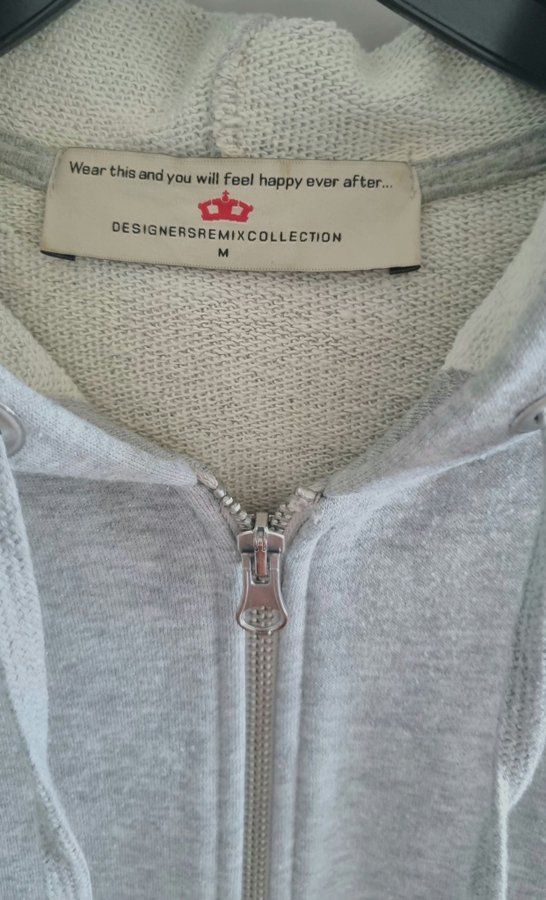 Wear this and you will feel happy ever after...
DESIGNERSREMIXCOLLECTION
M